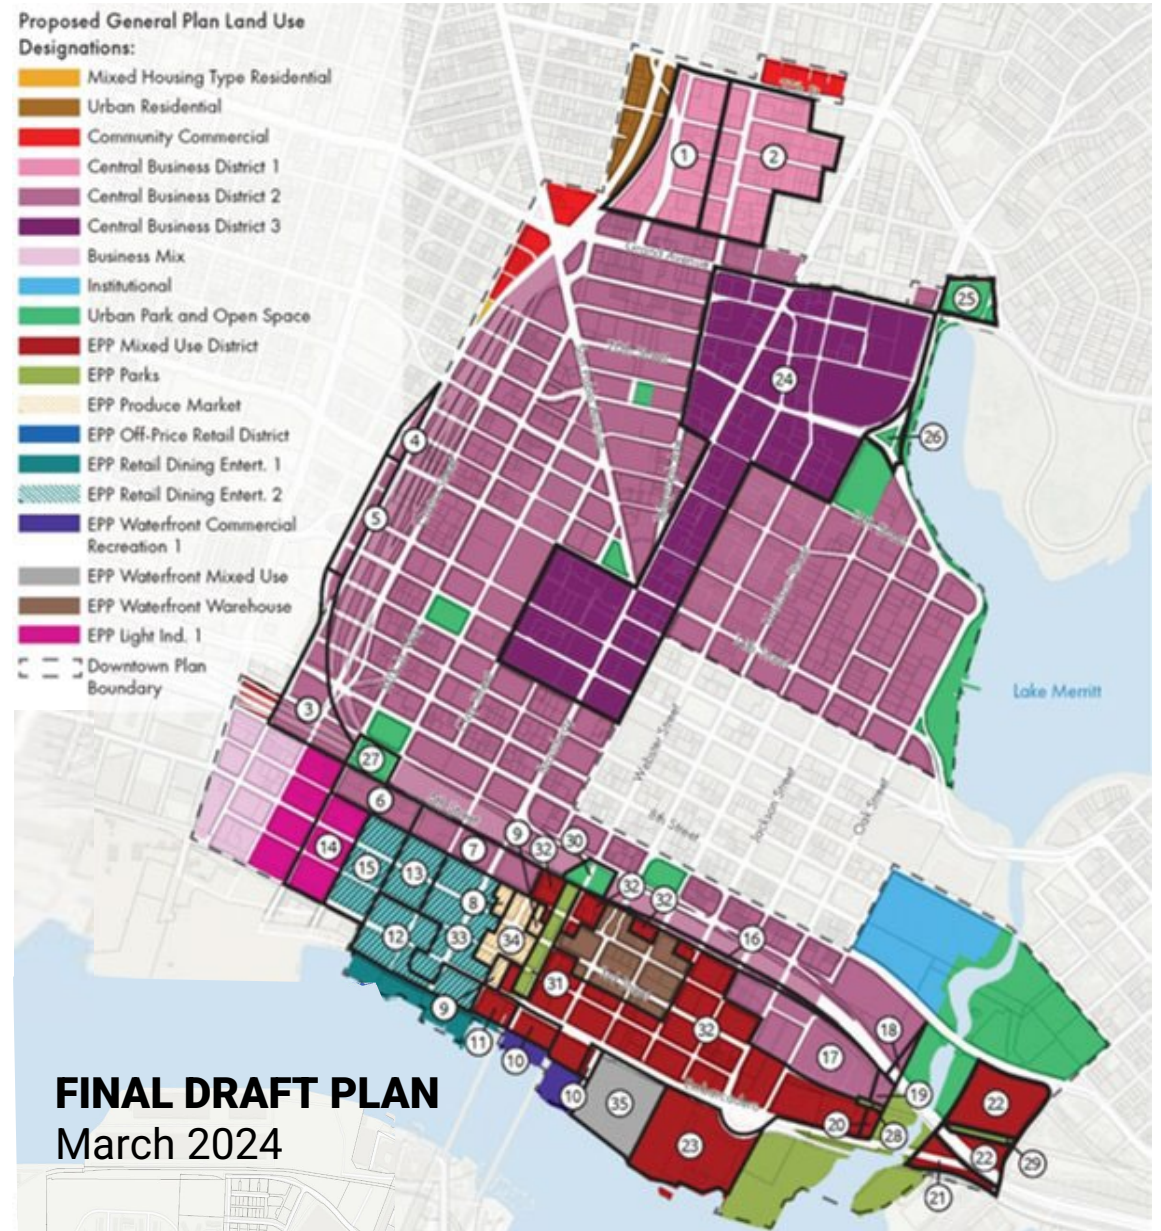 Proposed General Plan Land Use
Designations:
Mixed Housing Type Residential
Urban Residential
Community Commercial
Central Business District 1
Central Business District 2
Central Business District 3
Business Mix
Institutional
Urban Park and Open Space
EPP Mixed Use District
EPP Parks
EPP Produce Market
EPP Off-Price Retail District
EPP Retail Dining Entert. 1
EPP Retail Dining Entert. 2
EPP Waterfront Commercial
Recreation 1
EPP Waterfront Mixed Use
EPP Waterfront Warehouse
EPP Light Ind. 1
Downtown Plan
Boundary
1
2
Grand Avenue
25
20th Street
24
26
4
5
Lake Merritt
3
Webster Street
27
6
Jackson Street
Oak Street
8th Street
9
32
30
7
14
15
13
32
32
8
16
12
33
34
31
9
32
18
17
11
10
10
35
19
22
20
28
23
22
29
21
FINAL DRAFT PLAN
March 2024